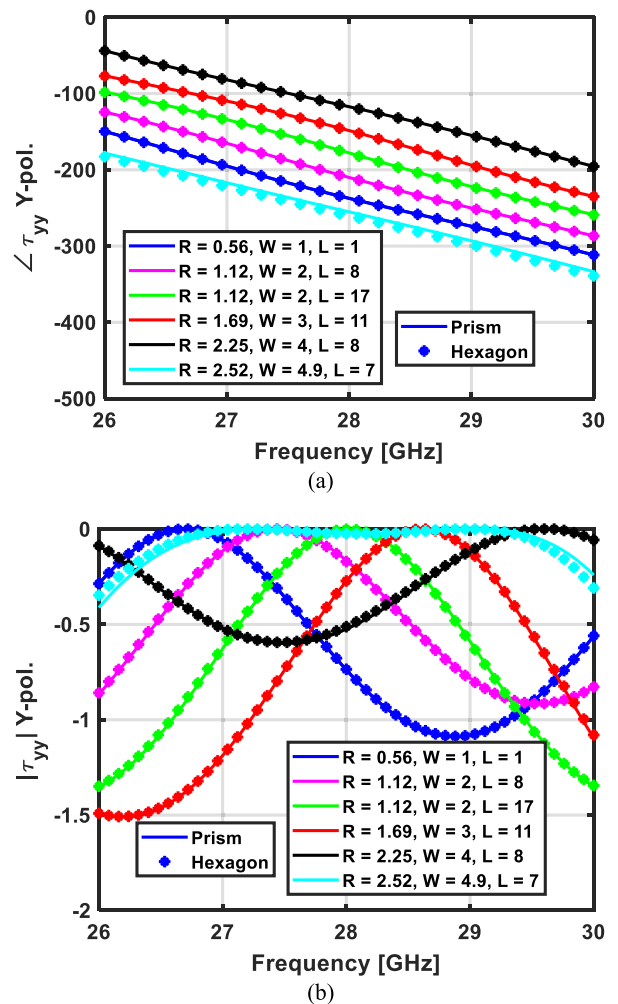 0
-100
-200
-300
-400
-500
∠ τyy Y-pol.
R = 0.56, W = 1, L = 1
R = 1.12, W = 2, L = 8
R = 1.12, W = 2, L = 17
R = 1.69, W = 3, L = 11
R = 2.25, W = 4, L = 8
R = 2.52, W = 4.9, L = 7
Prism
Hexagon
26 27 28 29 30
Frequency [GHz]
(a)
0
-0.5
-1
-1.5
-2
|τyy| Y-pol.
R = 0.56, W = 1, L = 1
R = 1.12, W = 2, L = 8
R = 1.12, W = 2, L = 17
R = 1.69, W = 3, L = 11
R = 2.25, W = 4, L = 8
R = 2.52, W = 4.9, L = 7
Prism
Hexagon
26 27 28 29 30
Frequency [GHz]
(b)